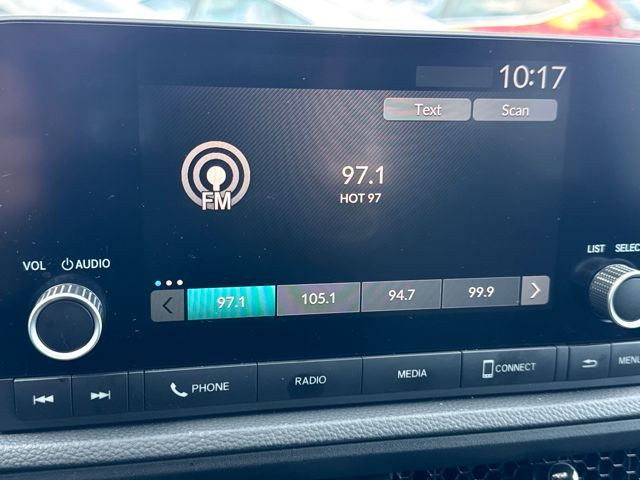 10:17
Text Scan
FM
97.1
HOT 97
VOL AUDIO
LIST SELEC
97.1 105.1 94.7 99.9
PHONE RADIO MEDIA CONNECT MENU